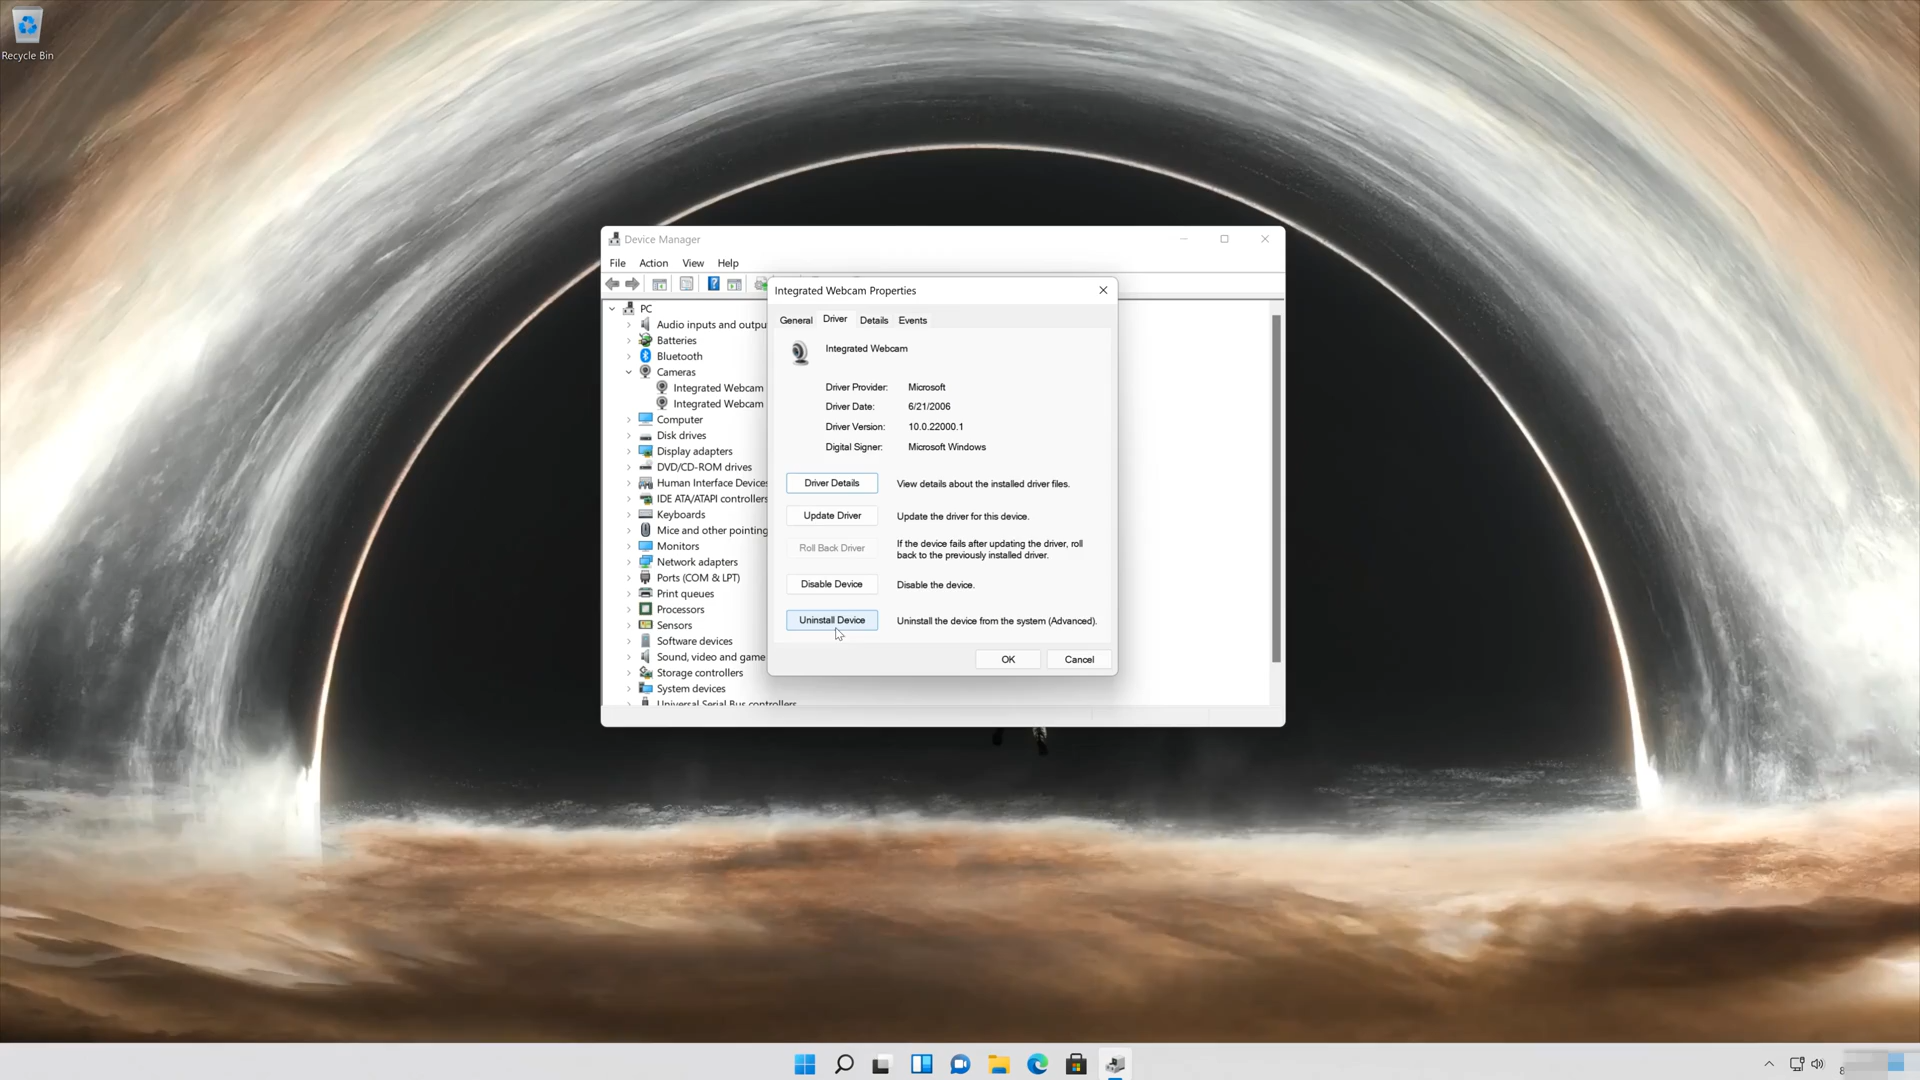 Recycle Bin
Device Manager
File Action View Help
PC
Audio inputs and outpu
Batteries
Bluetooth
Cameras
Integrated Webcam
Integrated Webcam
Computer
Disk drives
Display adapters
DVD/CD-ROM drives
Human Interface Devices
IDE ATA/ATAPI controllers
Keyboards
Mice and other pointing
Monitors
Network adapters
Ports (COM & LPT)
Print queues
Processors
Sensors
Software devices
Sound, video and game
Storage controllers
System devices
Universal Serial Bus controllers
Integrated Webcam Properties
General Driver Details Events
Integrated Webcam
Driver Provider: Microsoft
Driver Date: 6/21/2006
Driver Version: 10.0.22000.1
Digital Signer: Microsoft Windows
Driver Details View details about the installed driver files.
Update Driver Update the driver for this device.
Roll Back Driver If the device fails after updating the driver, roll
back to the previously installed driver.
Disable Device Disable the device.
Uninstall Device Uninstall the device from the system (Advanced).
OK Cancel